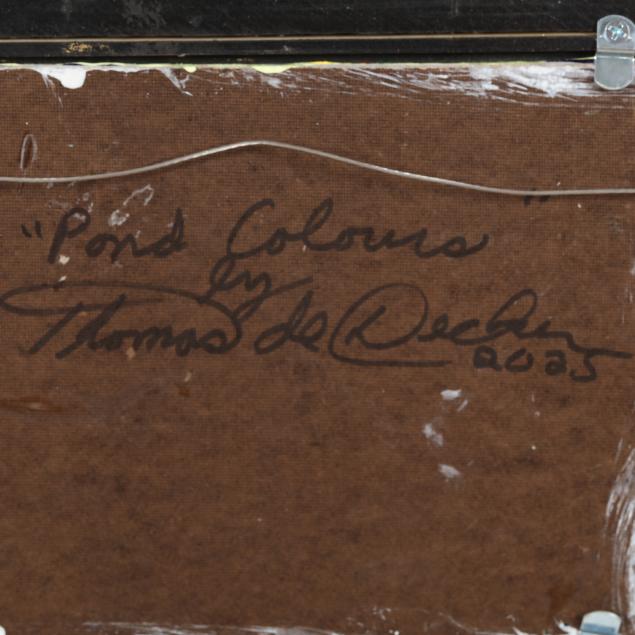 "Pond Colours"
by
Thomas de Decker
2025